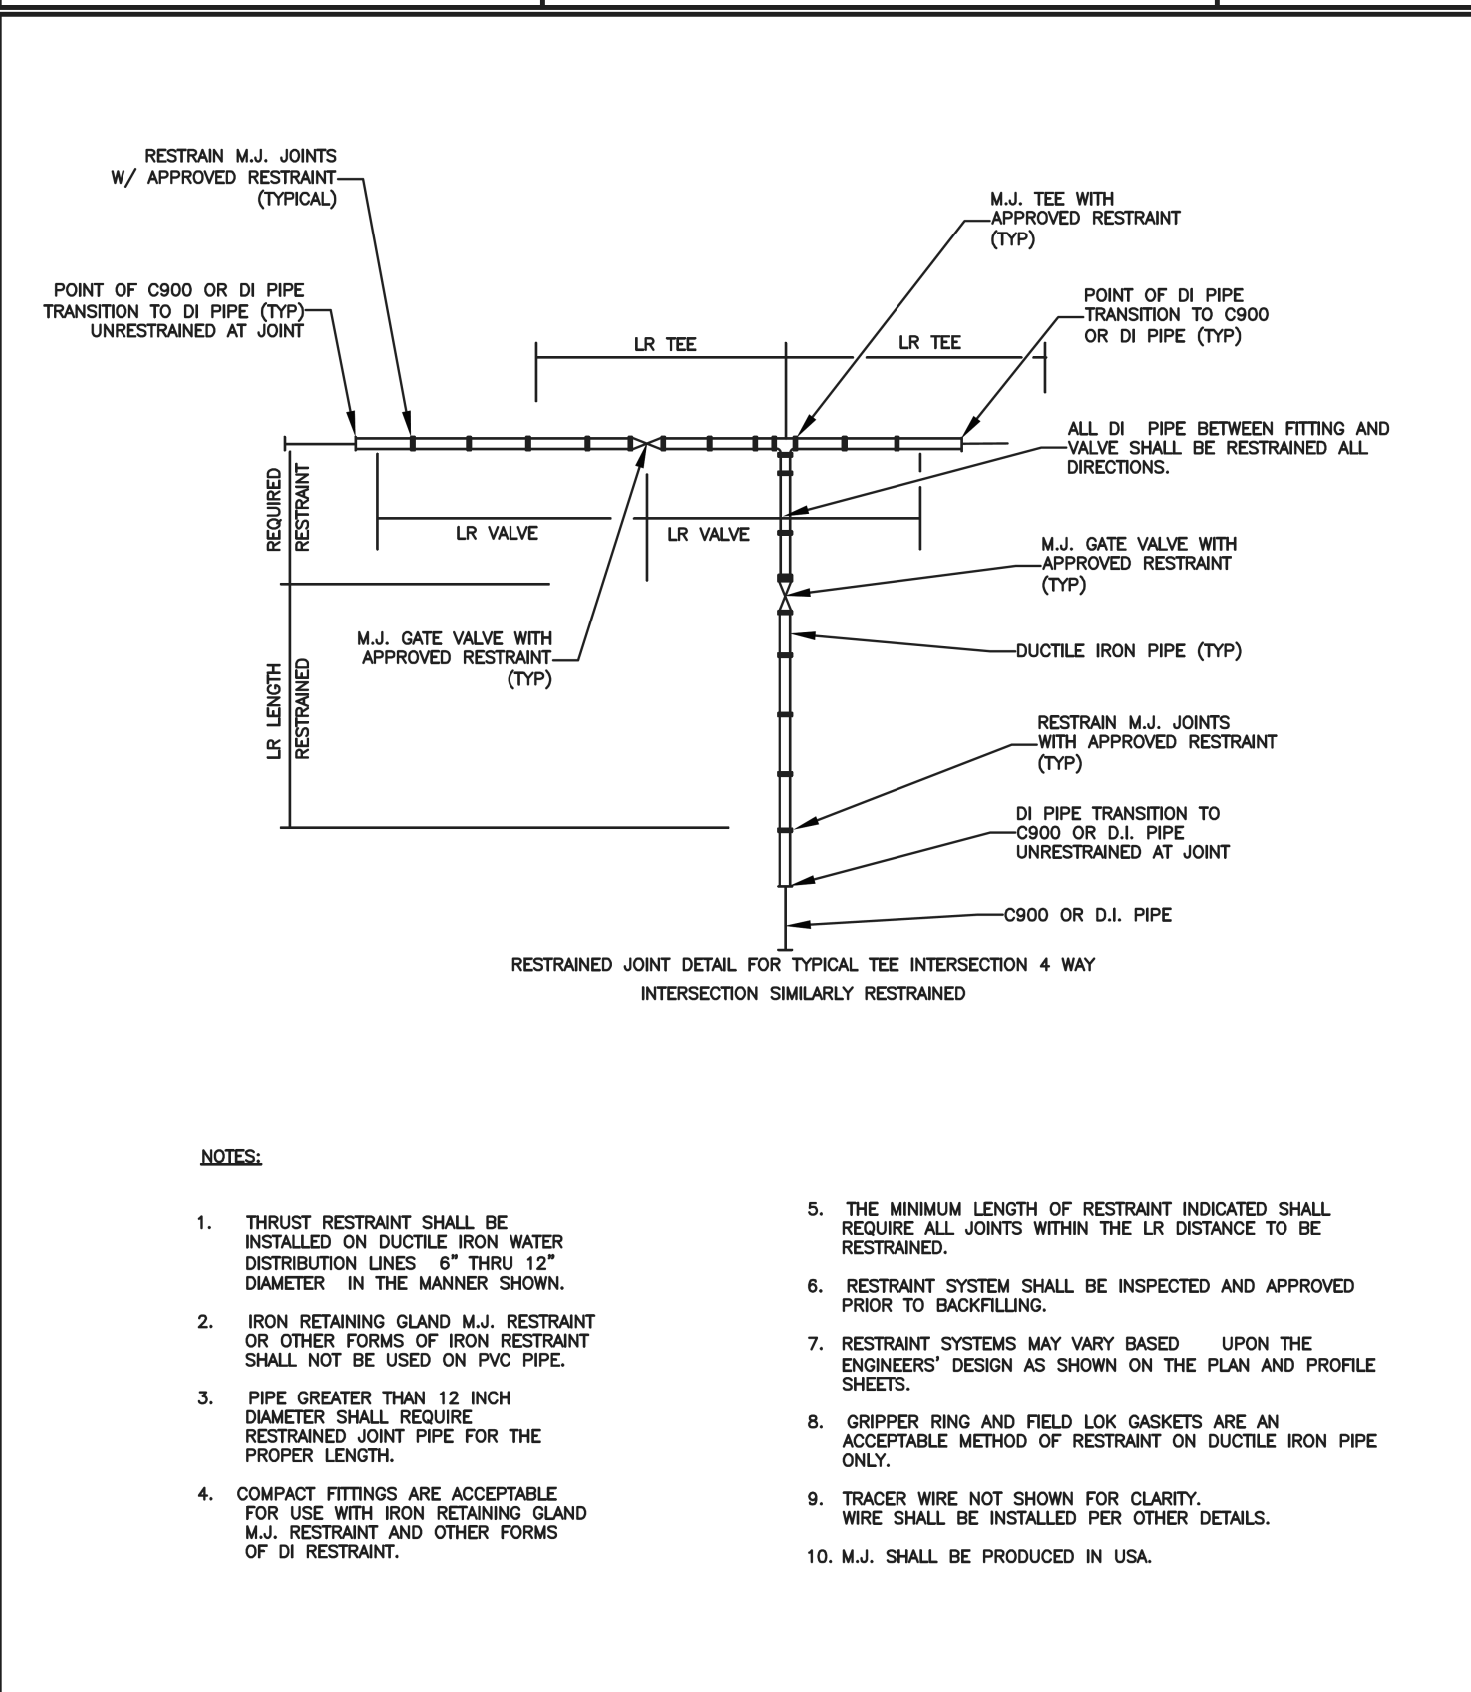 RESTRAIN M.J. JOINTS
W/ APPROVED RESTRAINT
(TYPICAL)
M.J. TEE WITH
APPROVED RESTRAINT
(TYP)
POINT OF C900 OR DI PIPE
TRANSITION TO DI PIPE (TYP)
UNRESTRAINED AT JOINT
POINT OF DI PIPE
TRANSITION TO C900
OR DI PIPE (TYP)
LR TEE
LR TEE
ALL DI PIPE BETWEEN FITTING AND
VALVE SHALL BE RESTRAINED ALL
DIRECTIONS.
REQUIRED
RESTRAINT
LR VALVE
LR VALVE
M.J. GATE VALVE WITH
APPROVED RESTRAINT
(TYP)
M.J. GATE VALVE WITH
APPROVED RESTRAINT
(TYP)
DUCTILE IRON PIPE (TYP)
LR LENGTH
RESTRAINED
RESTRAIN M.J. JOINTS
WITH APPROVED RESTRAINT
(TYP)
DI PIPE TRANSITION TO
C900 OR D.I. PIPE
UNRESTRAINED AT JOINT
C900 OR D.I. PIPE
RESTRAINED JOINT DETAIL FOR TYPICAL TEE INTERSECTION 4 WAY
INTERSECTION SIMILARLY RESTRAINED
NOTES:
1. THRUST RESTRAINT SHALL BE
INSTALLED ON DUCTILE IRON WATER
DISTRIBUTION LINES 6" THRU 12"
DIAMETER IN THE MANNER SHOWN.
2. IRON RETAINING GLAND M.J. RESTRAINT
OR OTHER FORMS OF IRON RESTRAINT
SHALL NOT BE USED ON PVC PIPE.
3. PIPE GREATER THAN 12 INCH
DIAMETER SHALL REQUIRE
RESTRAINED JOINT PIPE FOR THE
PROPER LENGTH.
4. COMPACT FITTINGS ARE ACCEPTABLE
FOR USE WITH IRON RETAINING GLAND
M.J. RESTRAINT AND OTHER FORMS
OF DI RESTRAINT.
5. THE MINIMUM LENGTH OF RESTRAINT INDICATED SHALL
REQUIRE ALL JOINTS WITHIN THE LR DISTANCE TO BE
RESTRAINED.
6. RESTRAINT SYSTEM SHALL BE INSPECTED AND APPROVED
PRIOR TO BACKFILLING.
7. RESTRAINT SYSTEMS MAY VARY BASED UPON THE
ENGINEERS' DESIGN AS SHOWN ON THE PLAN AND PROFILE
SHEETS.
8. GRIPPER RING AND FIELD LOK GASKETS ARE AN
ACCEPTABLE METHOD OF RESTRAINT ON DUCTILE IRON PIPE
ONLY.
9. TRACER WIRE NOT SHOWN FOR CLARITY.
WIRE SHALL BE INSTALLED PER OTHER DETAILS.
10. M.J. SHALL BE PRODUCED IN USA.